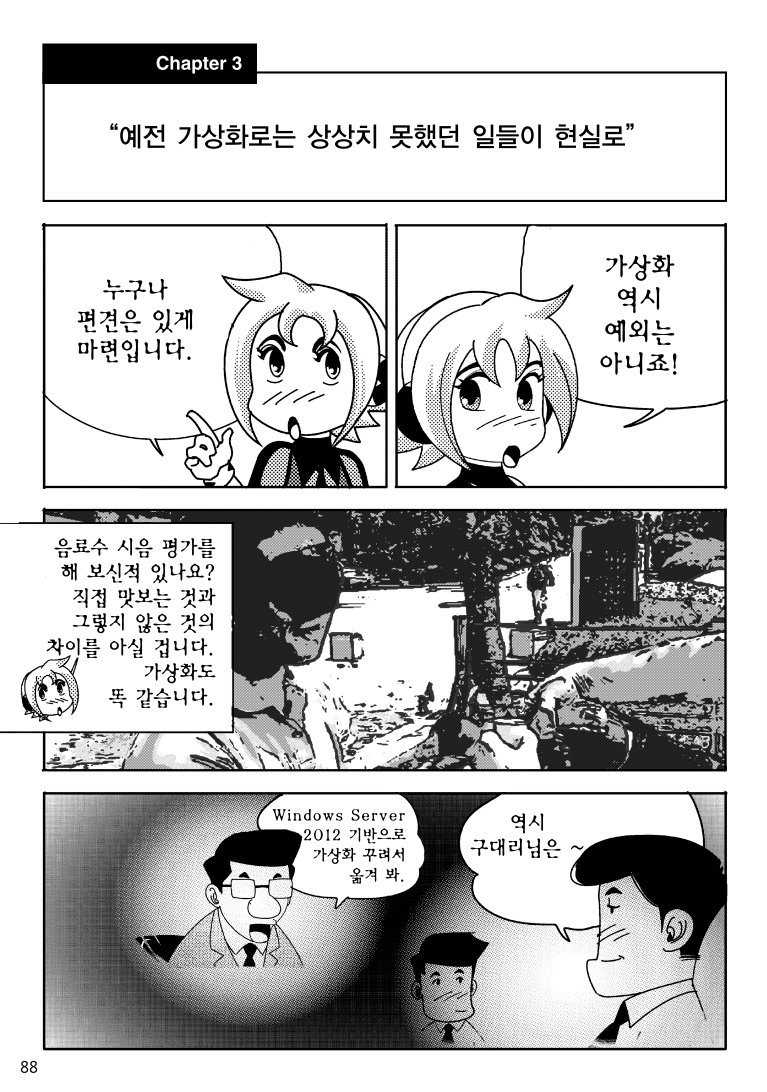 Chapter 3
“예전 가상화로는 상상치 못했던 일들이 현실로”
누구나
편견은 있게
마련입니다.
가상화
역시
예외는
아니죠!
음료수 시음 평가를
해 보신적 있나요?
직접 맛보는 것과
그렇지 않은 것의
차이를 아실 겁니다.
가상화도
똑 같습니다.
Windows Server
2012 기반으로
가상화 꾸려서
옮겨 봐.
역시
구대리님은 ~
88